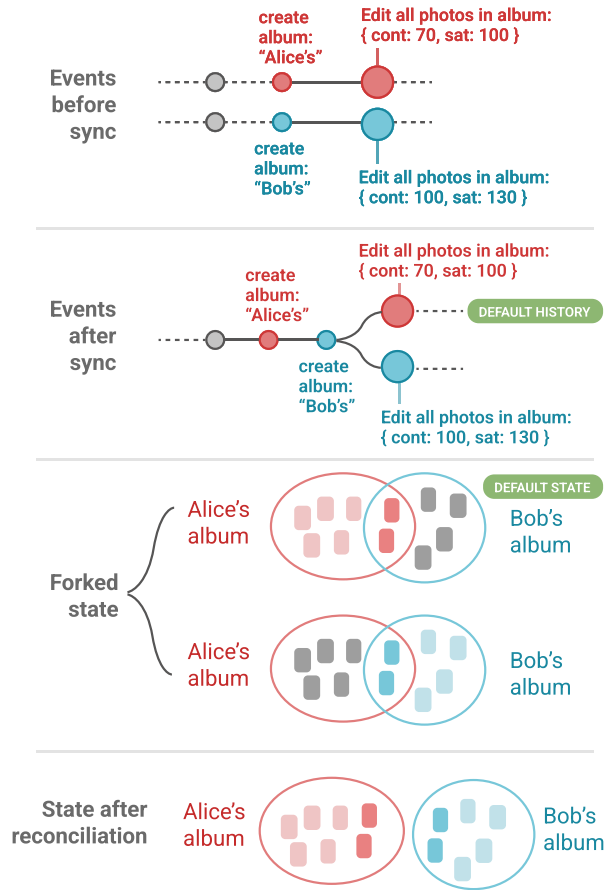 create
album:
“Alice’s”
Edit all photos in album:
{ cont: 70, sat: 100 }
Events
before
sync
create
album:
“Bob’s”
Edit all photos in album:
{ cont: 100, sat: 130 }
Edit all photos in album:
{ cont: 70, sat: 100 }
create
album:
“Alice’s”
DEFAULT HISTORY
Events
after
sync
create
album:
“Bob’s”
Edit all photos in album:
{ cont: 100, sat: 130 }
DEFAULT STATE
Alice’s
album
Bob’s
album
Forked
state
Alice’s
album
Bob’s
album
State after
reconciliation
Alice’s
album
Bob’s
album